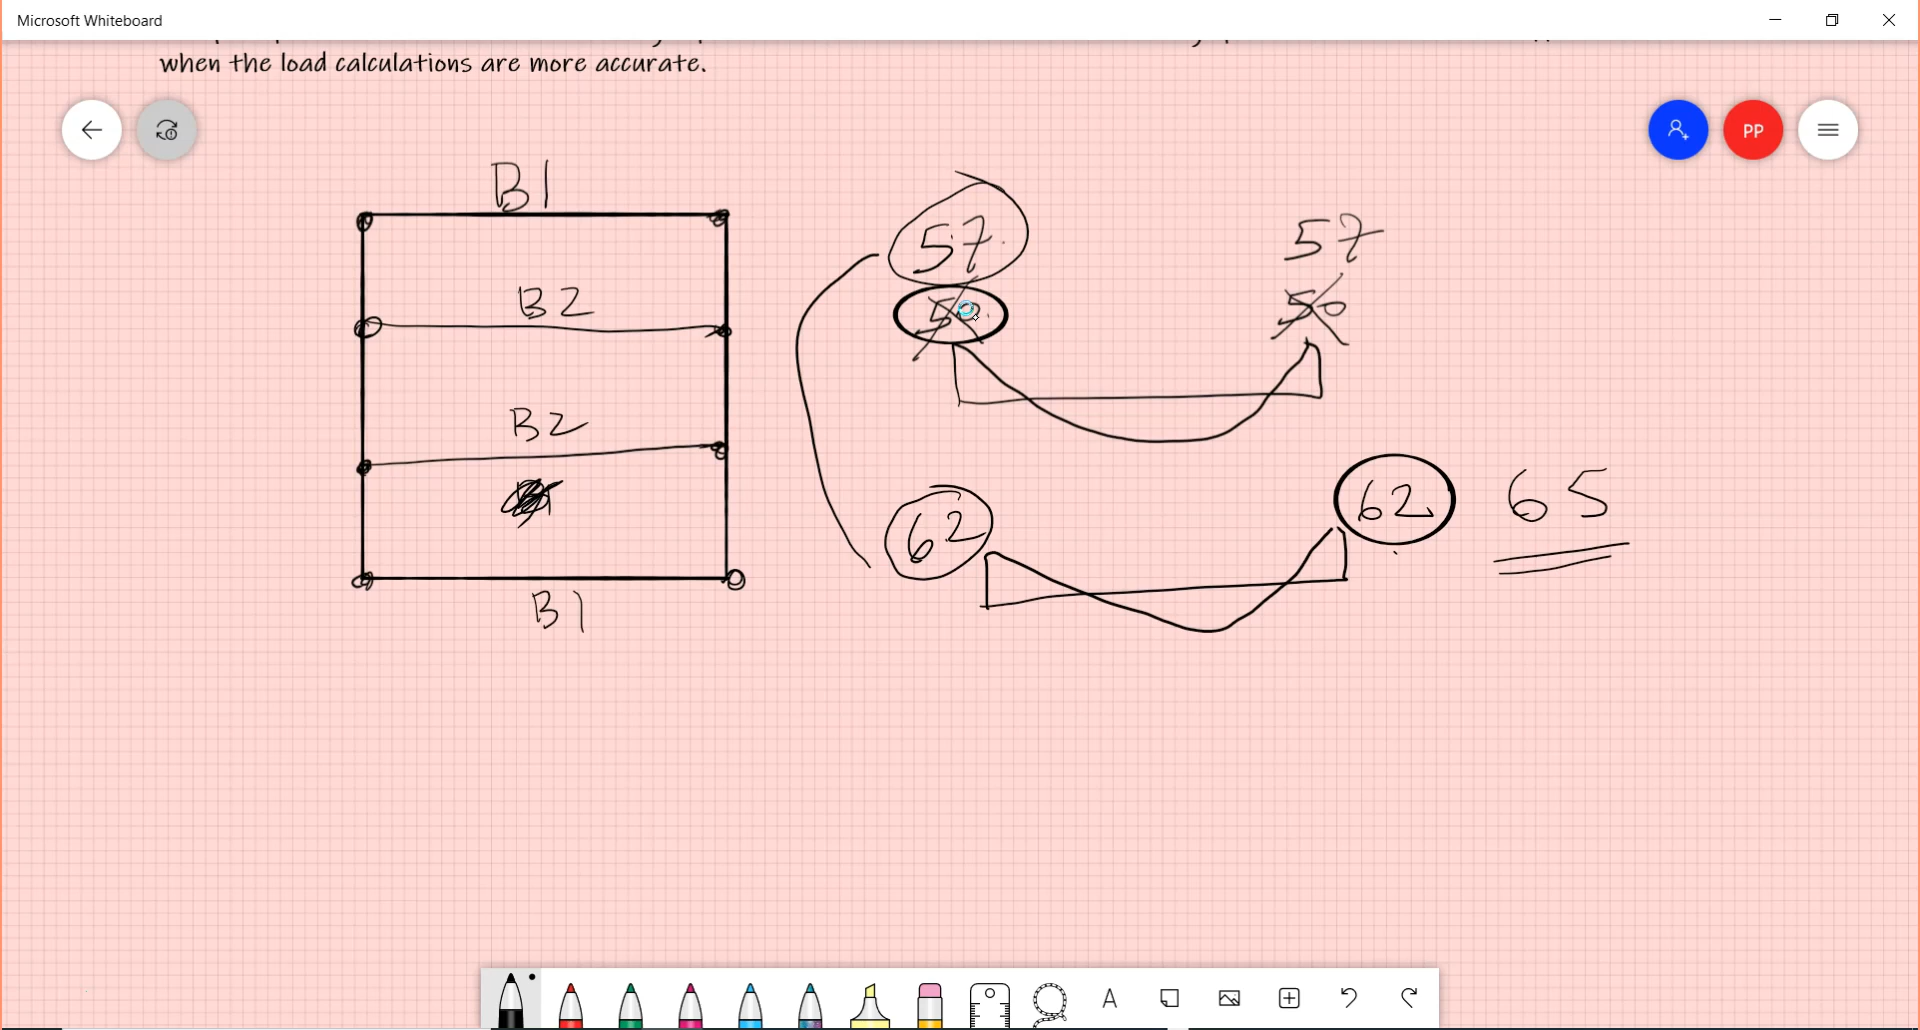 Microsoft Whiteboard
when the load calculations are more accurate.
PP
B1
B2
B2
B1
57
50
57
50
62
62
65
A